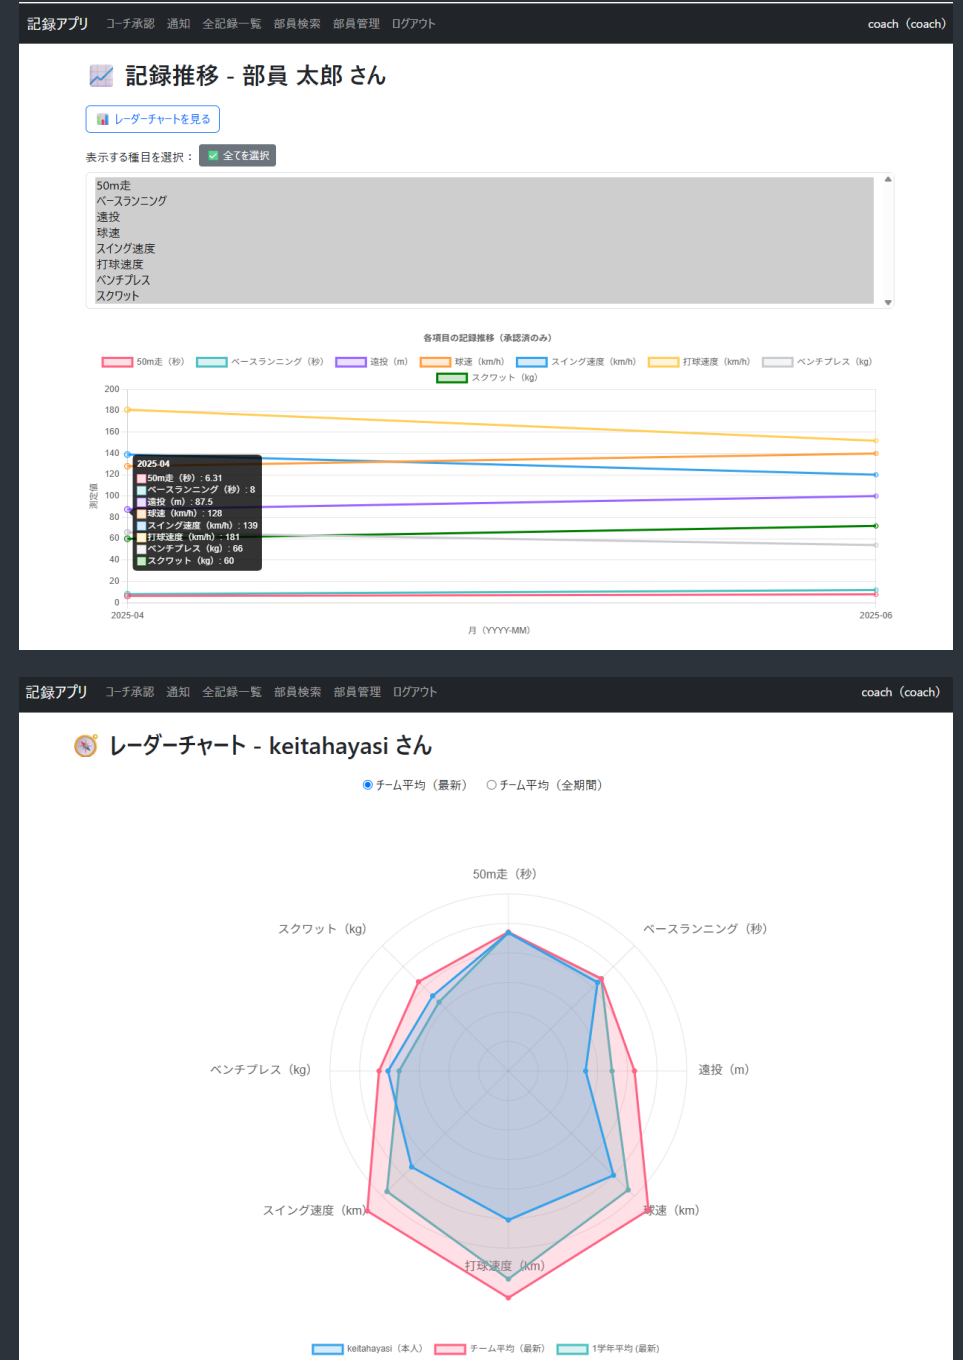 記録アプリ コーチ承認 通知 全記録一覧 部員検索 部員管理 ログアウト coach（coach）
記録推移 - 部員 太郎 さん
レーダーチャートを見る
表示する種目を選択： 全てを選択
50m走
ベースランニング
遠投
球速
スイング速度
打球速度
ベンチプレス
スクワット
各項目の記録推移（承認済のみ）
50m走（秒） ベースランニング（秒） 遠投（m） 球速（km/h） スイング速度（km/h） 打球速度（km/h） ベンチプレス（kg）
スクワット（kg）
200
180
160
140
120
100
80
60
40
20
0
測定値
2025-04
50m走（秒）: 6.31
ベースランニング（秒）: 8
遠投（m）: 87.5
球速（km/h）: 128
スイング速度（km/h）: 139
打球速度（km/h）: 181
ベンチプレス（kg）: 66
スクワット（kg）: 60
2025-04 2025-06
月（YYYY-MM）
記録アプリ コーチ承認 通知 全記録一覧 部員検索 部員管理 ログアウト coach（coach）
レーダーチャート - keitahayasi さん
チーム平均（最新） チーム平均（全期間）
50m走（秒）
スクワット（kg） ベースランニング（秒）
ベンチプレス（kg） 遠投（m）
スイング速度（km） 球速（km）
打球速度（km）
keitahayasi（本人） チーム平均（最新） 1学年平均 (最新)